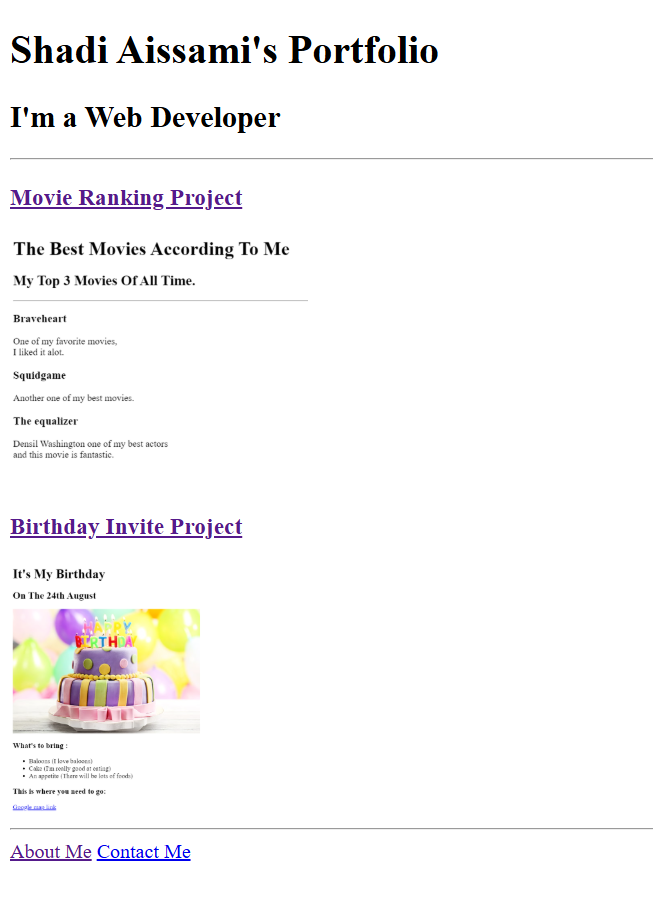 Shadi Aissami's Portfolio
I'm a Web Developer
Movie Ranking Project
The Best Movies According To Me
My Top 3 Movies Of All Time.
Braveheart
One of my favorite movies,
I liked it alot.
Squidgame
Another one of my best movies.
The equalizer
Densil Washington one of my best actors
and this movie is fantastic.
Birthday Invite Project
It's My Birthday
On The 24th August
HAPPY
BIRTHDAY
What's to bring :
Baloons (I love baloons)
Cake (I'm really good at eating)
An appetite (There will be lots of foods)
This is where you need to go:
Google map link
About Me Contact Me